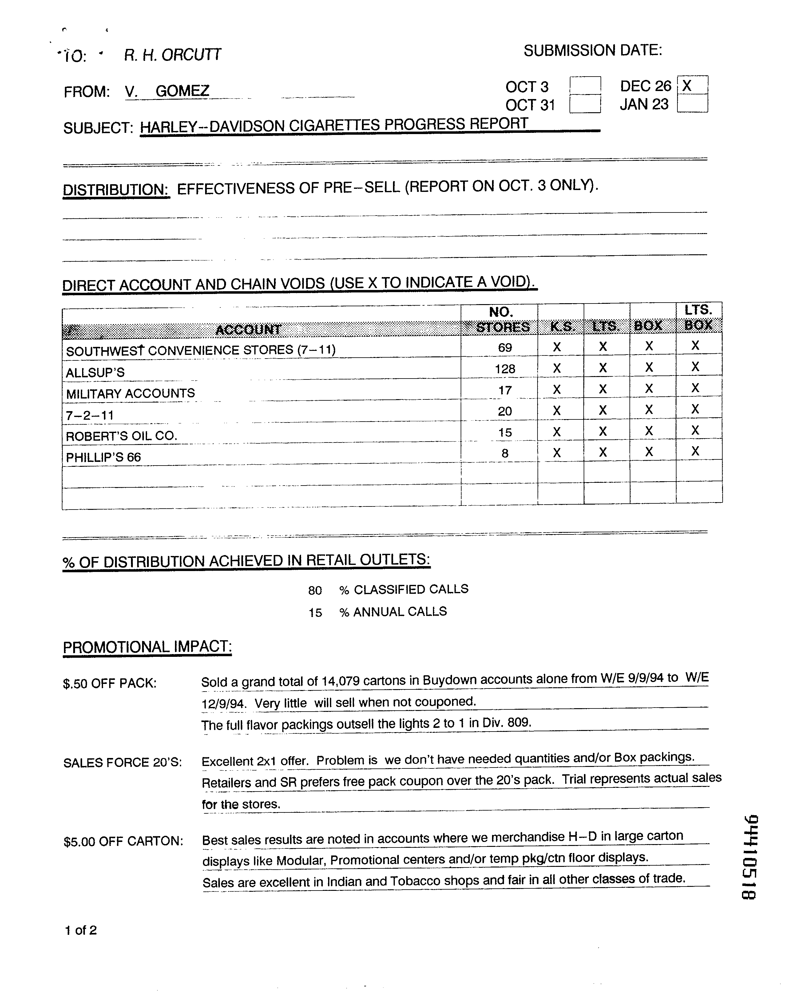 TO: R. H. ORCUTT
SUBMISSION DATE:
FROM: V. GOMEZ
OCT 3 DEC 26 X
OCT 31 JAN 23
SUBJECT: HARLEY--DAVIDSON CIGARETTES PROGRESS REPORT
DISTRIBUTION: EFFECTIVENESS OF PRE-SELL (REPORT ON OCT. 3 ONLY).
DIRECT ACCOUNT AND CHAIN VOIDS (USE X TO INDICATE A VOID).
NO. LTS.
ACCOUNT STORES K.S. LTS. BOX BOX
SOUTHWEST CONVENIENCE STORES (7-11) 69 X X X X
ALLSUP'S 128 X X X X
MILITARY ACCOUNTS 17 X X X X
7-2-11 20 X X X X
ROBERT'S OIL CO. 15 X X X X
PHILLIP'S 66 8 X X X X
% OF DISTRIBUTION ACHIEVED IN RETAIL OUTLETS:
80 % CLASSIFIED CALLS
15 % ANNUAL CALLS
PROMOTIONAL IMPACT:
$.50 OFF PACK: Sold a grand total of 14,079 cartons in Buydown accounts alone from W/E 9/9/94 to W/E
12/9/94. Very little will sell when not couponed.
The full flavor packings outsell the lights 2 to 1 in Div. 809.
SALES FORCE 20'S: Excellent 2x1 offer. Problem is we don't have needed quantities and/or Box packings.
Retailers and SR prefers free pack coupon over the 20's pack. Trial represents actual sales
for the stores.
$5.00 OFF CARTON: Best sales results are noted in accounts where we merchandise H-D in large carton
displays like Modular, Promotional centers and/or temp pkg/ctn floor displays.
Sales are excellent in Indian and Tobacco shops and fair in all other classes of trade.
94410518
1 of 2